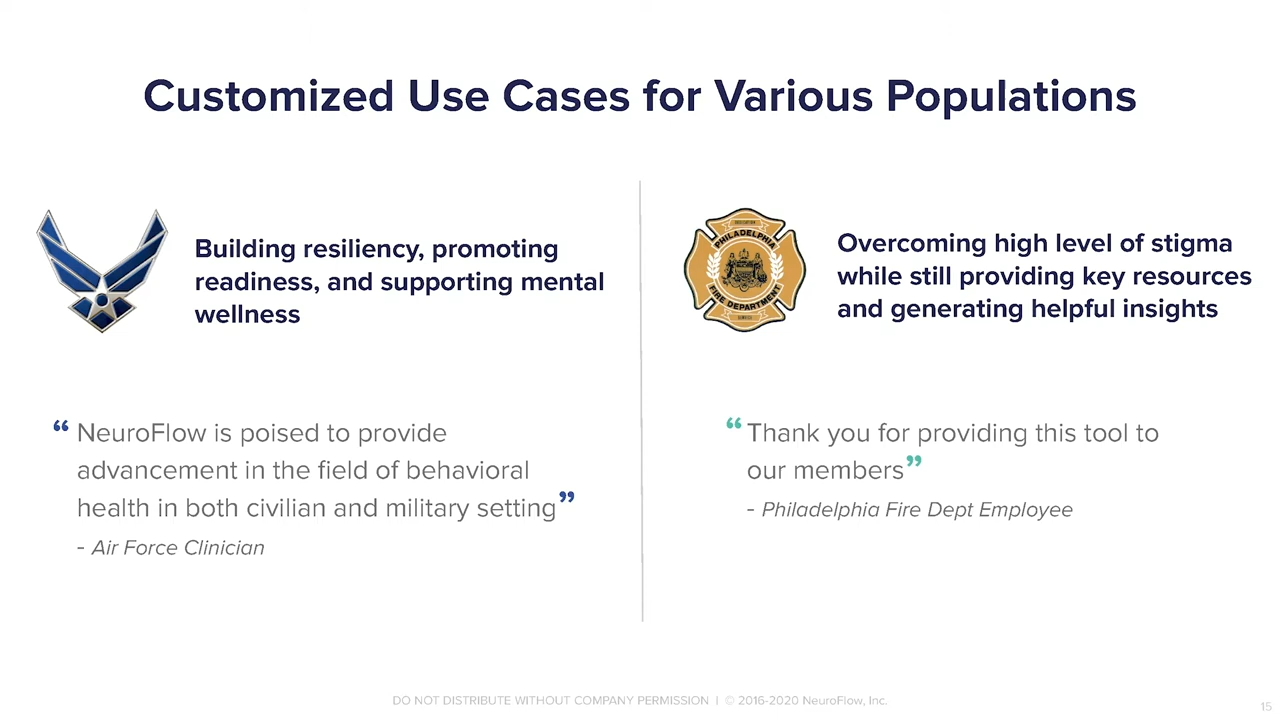 Customized Use Cases for Various Populations
Building resiliency, promoting
readiness, and supporting mental
wellness
“ NeuroFlow is poised to provide
advancement in the field of behavioral
health in both civilian and military setting”
- Air Force Clinician
PHILADELPHIA
FIRE DEPARTMENT
Overcoming high level of stigma
while still providing key resources
and generating helpful insights
“ Thank you for providing this tool to
our members”
- Philadelphia Fire Dept Employee
DO NOT DISTRIBUTE WITHOUT COMPANY PERMISSION | © 2016-2020 NeuroFlow, Inc.
15